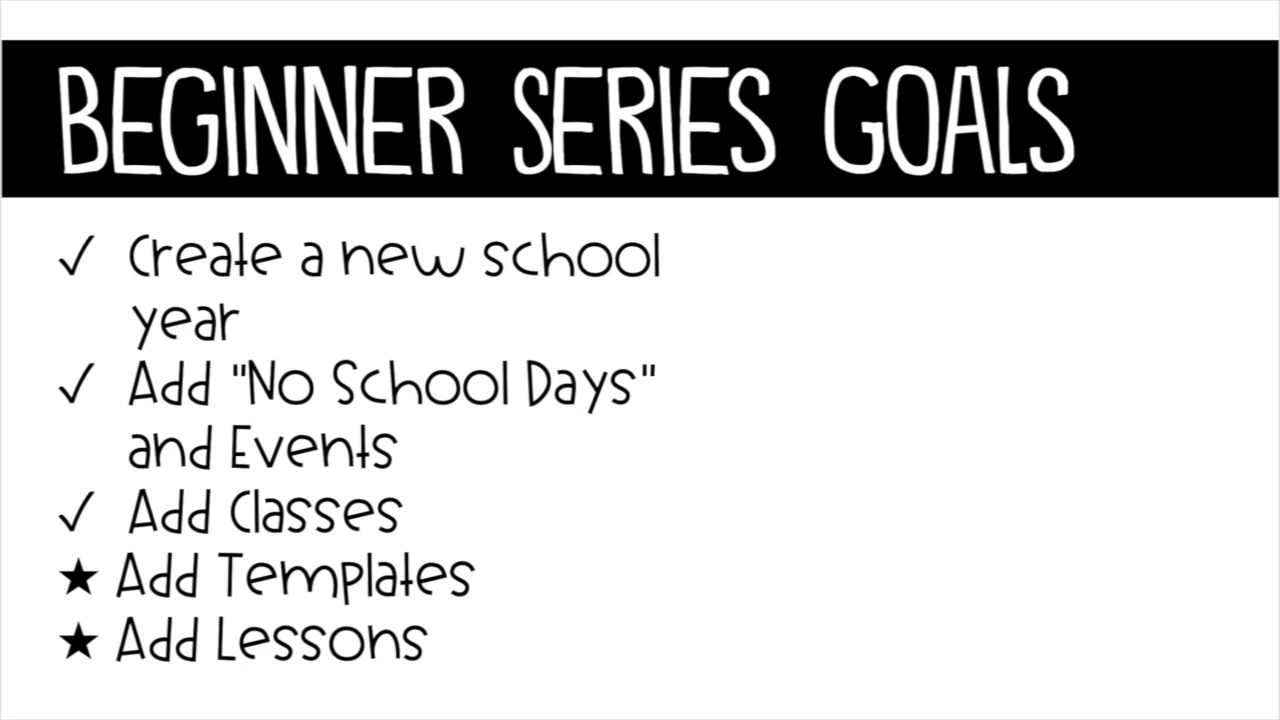 BEGINNER SERIES GOALS
✓ Create a new school
year
✓ Add "No School Days"
and Events
✓ Add Classes
★ Add Templates
★ Add Lessons